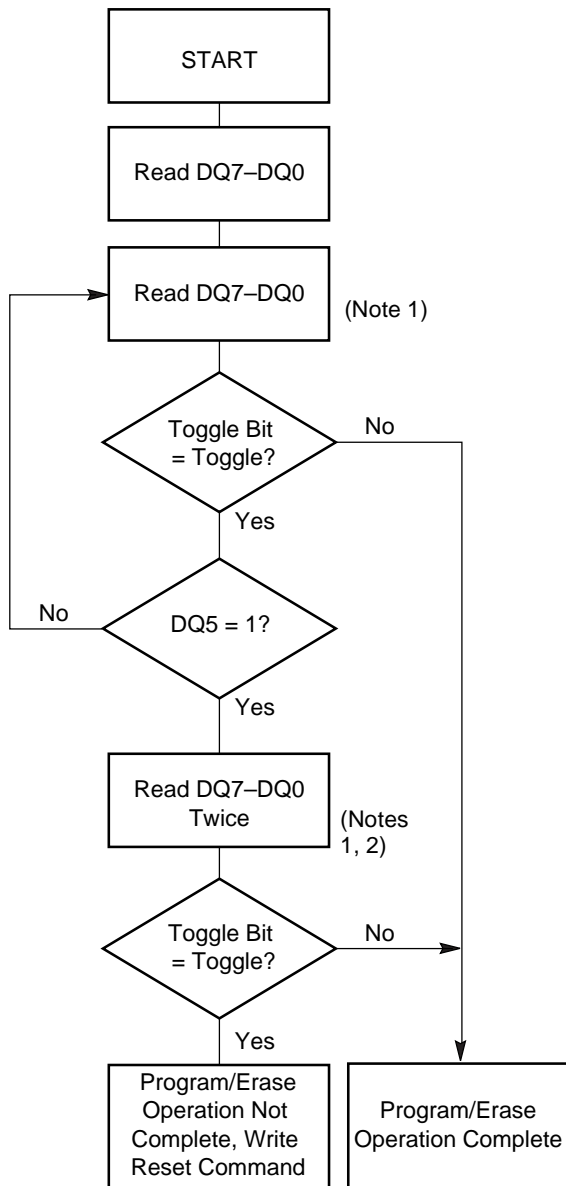 START
Read DQ7–DQ0
Read DQ7–DQ0
(Note 1)
Toggle Bit
= Toggle?
No
Yes
No
DQ5 = 1?
Yes
Read DQ7–DQ0
Twice
(Notes
1, 2)
Toggle Bit
= Toggle?
No
Yes
Program/Erase
Operation Not
Complete, Write
Reset Command
Program/Erase
Operation Complete